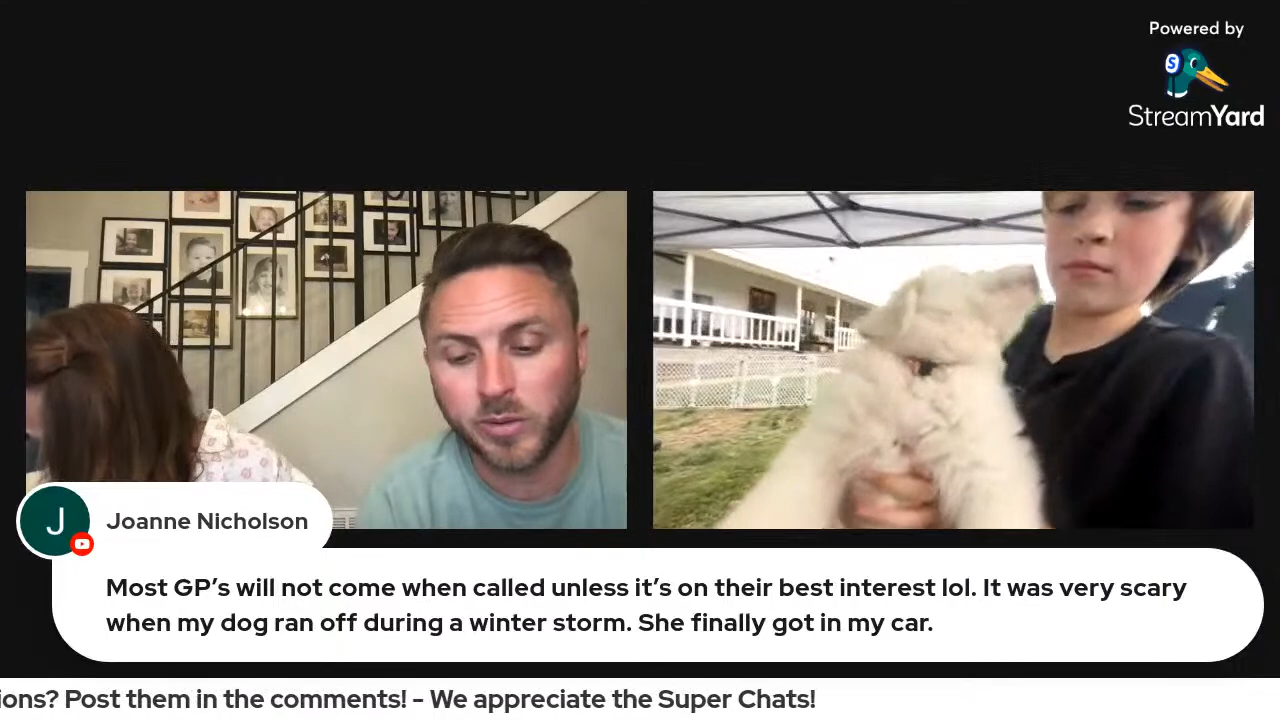 Powered by
S
StreamYard
J
Joanne Nicholson
Most GP’s will not come when called unless it’s on their best interest lol. It was very scary
when my dog ran off during a winter storm. She finally got in my car.
ions? Post them in the comments! - We appreciate the Super Chats!